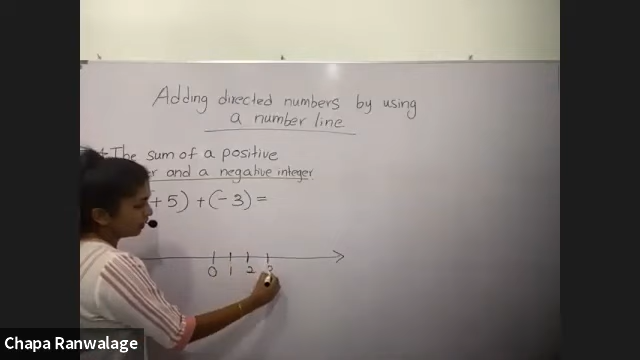 Adding directed numbers by using
a number line
The sum of a positive
and a negative integer.
+5) + (-3) =
0 1 2 3
Chapa Ranwalage